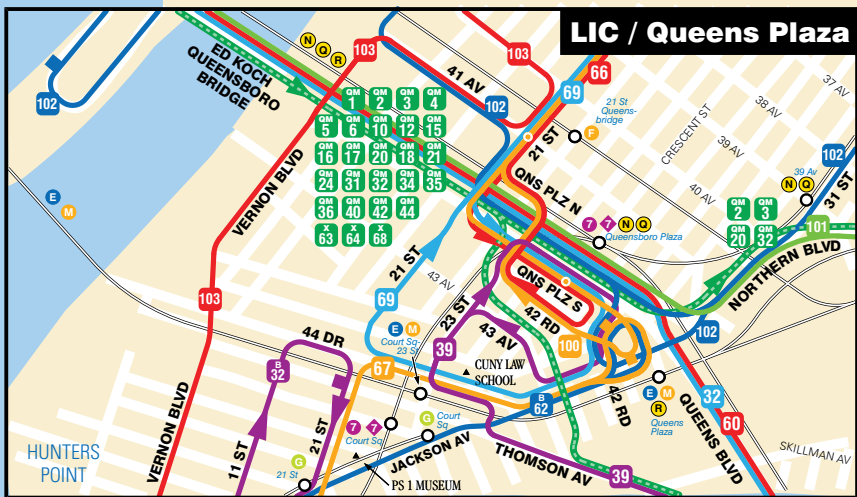 LIC / Queens Plaza
ED KOCH
QUEENSBORO
BRIDGE
N Q R
103
103
66
69
41 AV
102
102
21 St
Queens-
bridge
F
21 ST
CRESCENT ST
37 AV
38 AV
39 AV
40 AV
QM 1
QM 2
QM 3
QM 4
QM 5
QM 6
QM 10
QM 12
QM 15
QM 16
QM 17
QM 20
QM 18
QM 21
QM 24
QM 31
QM 32
QM 34
QM 35
QM 36
QM 40
QM 42
QM 44
X 63
X 64
X 68
VERNON BLVD
QNS PLZ N
102
31 ST
39 Av
N Q
QM 2
QM 3
QM 20
QM 32
101
NORTHERN BLVD
7 7 N Q
Queensboro Plaza
E
M
21 ST
43 AV
69
23 ST
QNS PLZ S
42 RD
103
44 DR
E M
Court Sq-
23 St
43 AV
39
100
102
B 32
67
CUNY LAW
SCHOOL
B 62
42 RD
E M
R
Queens
Plaza
32
60
QUEENS BLVD
SKILLMAN AV
VERNON BLVD
11 ST
21 ST
7 7
Court Sq
G
Court
Sq
HUNTERS
POINT
G
21 St
JACKSON AV
PS 1 MUSEUM
THOMSON AV
39